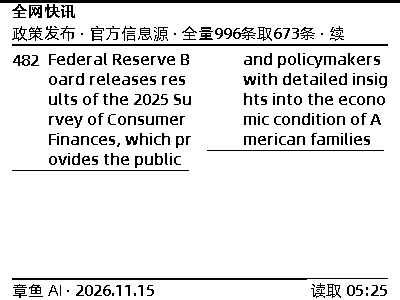 全网快讯
政策发布 · 官方信息源 · 全量996条取673条 · 续
482 Federal Reserve B
oard releases res
ults of the 2025 Su
rvey of Consumer
Finances, which pr
ovides the public
and policymakers
with detailed insig
hts into the econo
mic condition of A
merican families
章鱼 AI · 2026.11.15
读取 05:25